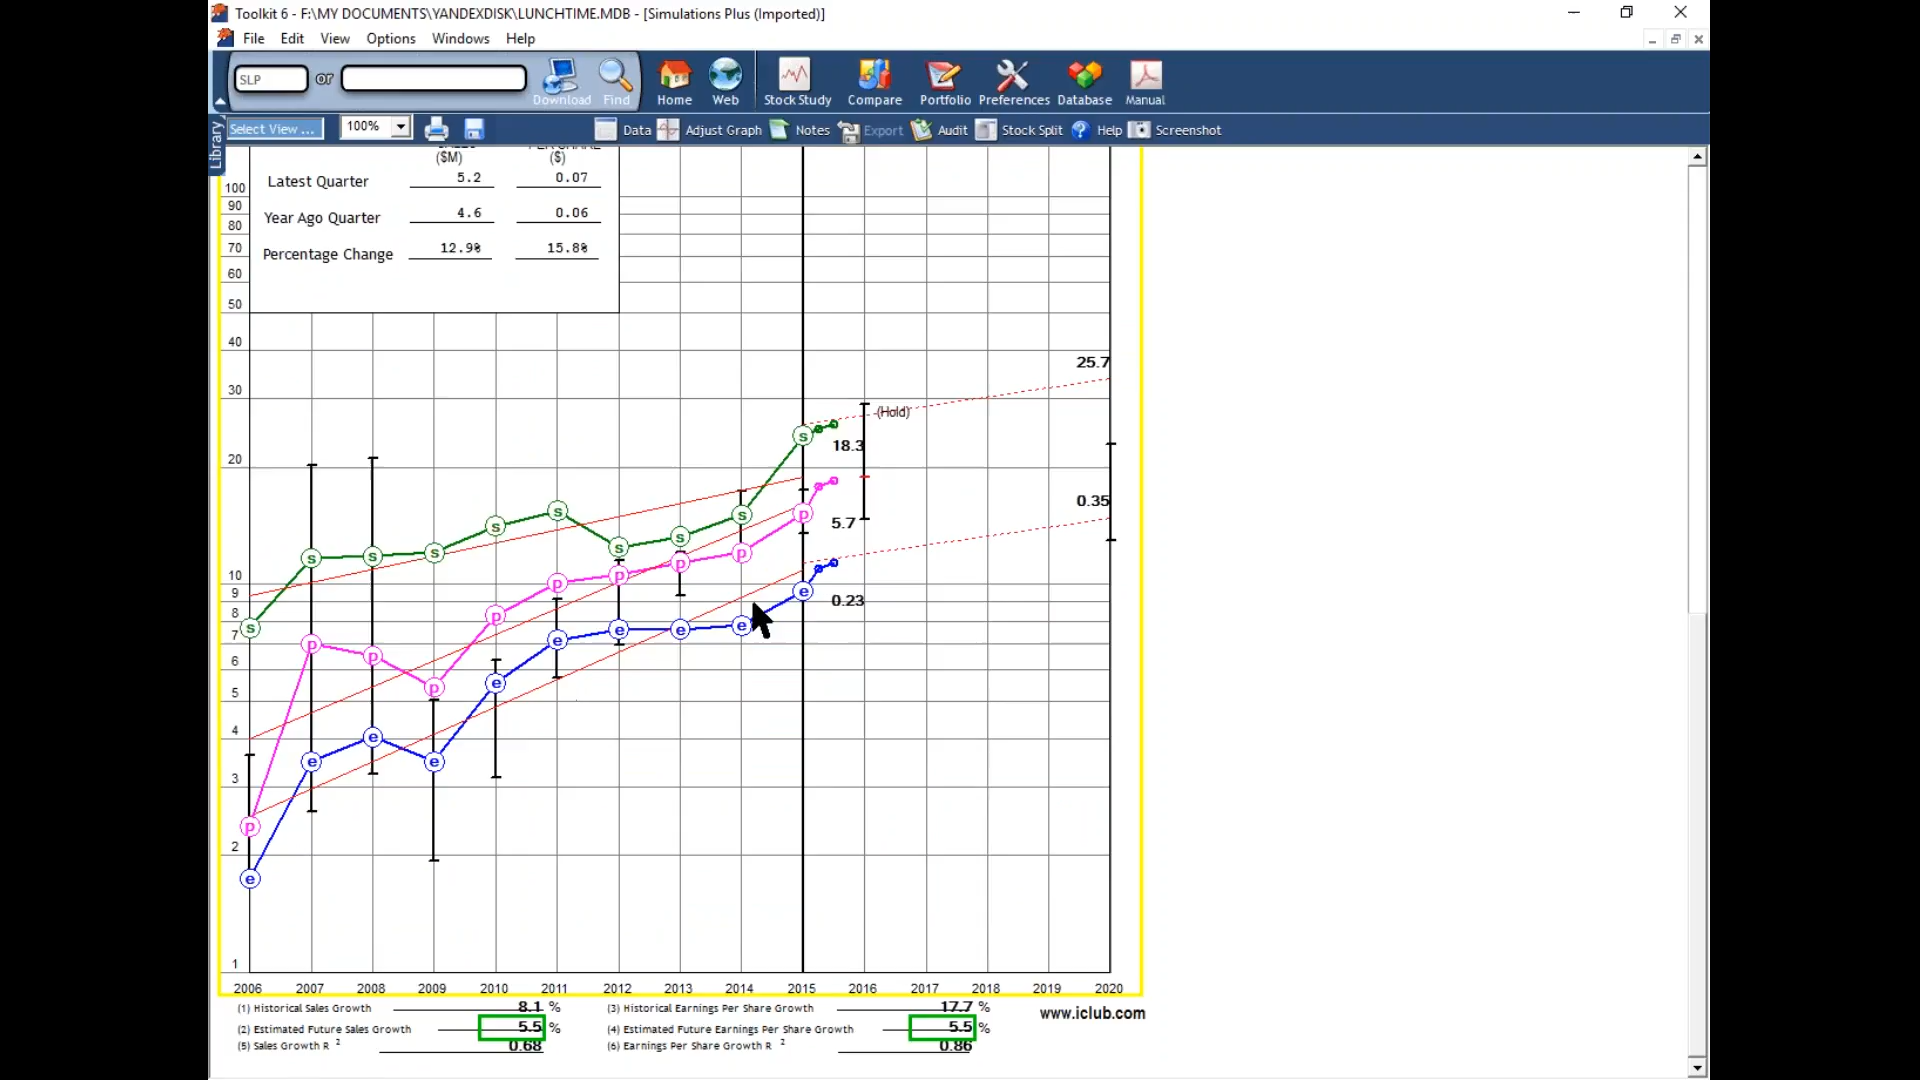 Toolkit 6 - F:\MY DOCUMENTS\YANDEXDISK\LUNCHTIME.MDB - [Simulations Plus (Imported)]
File Edit View Options Windows Help
SLP or Download Find Home Web Stock Study Compare Portfolio Preferences Database Manual
Library
Select View ... 100% Data Adjust Graph Notes Export Audit Stock Split Help Screenshot
($M) ($)
Latest Quarter 5.2 0.07
Year Ago Quarter 4.6 0.06
Percentage Change 12.9% 15.8%
100
90
80
70
60
50
40
30
20
10
9
8
7
6
5
4
3
2
1
25.7
(Hold)
18.3
0.35
5.7
0.23
s s s s s s s s s s
p p p p p p p p p p
e e e e e e e e e e
2006 2007 2008 2009 2010 2011 2012 2013 2014 2015 2016 2017 2018 2019 2020
(1) Historical Sales Growth 8.1 % (3) Historical Earnings Per Share Growth 17.7 %
www.iclub.com
(2) Estimated Future Sales Growth 5.5 % (4) Estimated Future Earnings Per Share Growth 5.5 %
(5) Sales Growth R 2 0.68 (6) Earnings Per Share Growth R 2 0.86